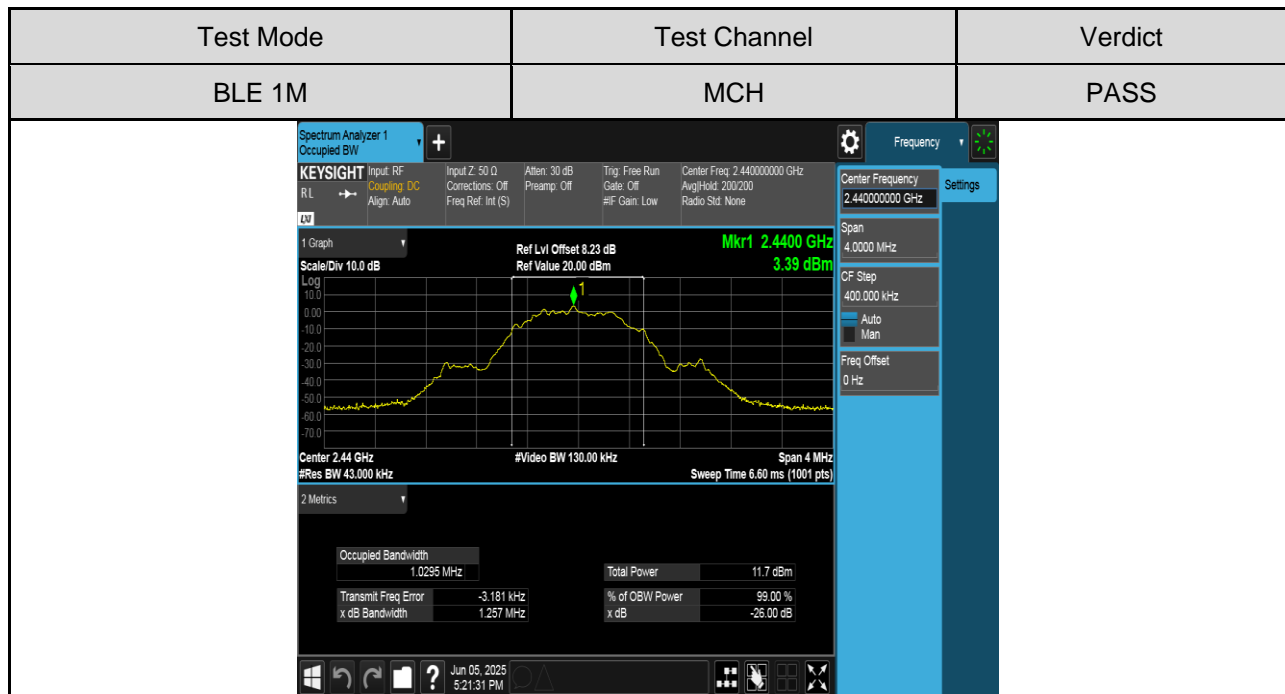 Test Mode Test Channel Verdict
BLE 1M MCH PASS
Spectrum Analyzer 1
Occupied BW
+
Frequency
KEYSIGHT
RL
LXI
Input: RF
Coupling: DC
Align: Auto
Input Z: 50 Ω
Corrections: Off
Freq Ref: Int (S)
Atten: 30 dB
Preamp: Off
Trig: Free Run
Gate: Off
#IF Gain: Low
Center Freq: 2.440000000 GHz
Avg|Hold: 200/200
Radio Std: None
Center Frequency
2.440000000 GHz
Settings
Span
4.0000 MHz
CF Step
400.000 kHz
Auto
Man
Freq Offset
0 Hz
1 Graph
Scale/Div 10.0 dB
Ref Lvl Offset 8.23 dB
Ref Value 20.00 dBm
Mkr1 2.4400 GHz
3.39 dBm
Log
1
10.0
0.00
-10.0
-20.0
-30.0
-40.0
-50.0
-60.0
-70.0
Center 2.44 GHz #Video BW 130.00 kHz Span 4 MHz
#Res BW 43.000 kHz Sweep Time 6.60 ms (1001 pts)
2 Metrics
Occupied Bandwidth
1.0295 MHz
Total Power 11.7 dBm
Transmit Freq Error -3.181 kHz % of OBW Power 99.00 %
x dB Bandwidth 1.257 MHz x dB -26.00 dB
?
Jun 05, 2025
5:21:31 PM